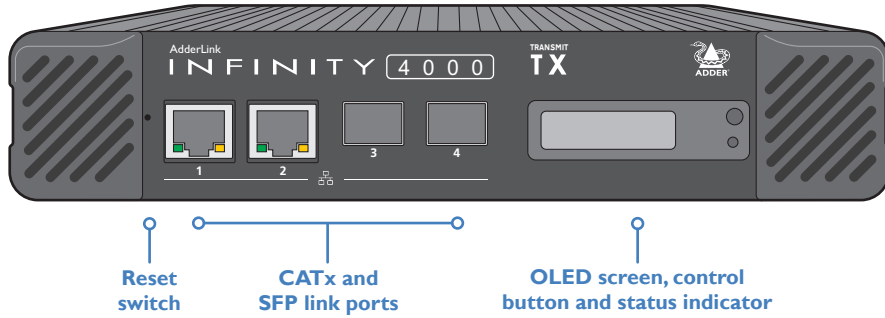 AdderLink
INFINITY 4000
TRANSMIT
TX
ADDER
1 2 3 4
Reset
switch
CATx and
SFP link ports
OLED screen, control
button and status indicator